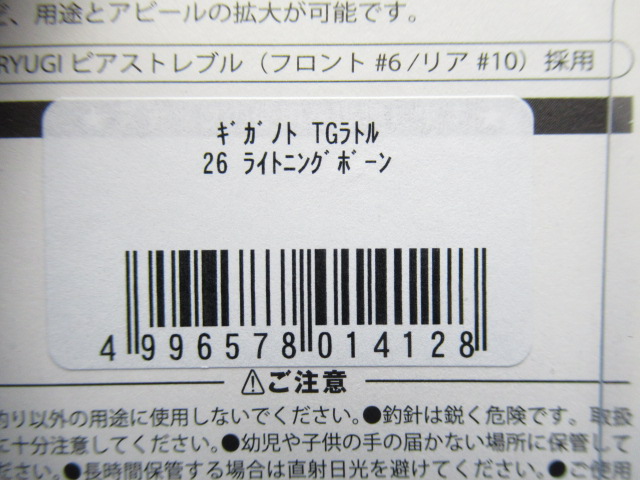 、用途とアピールの拡大が可能です。
RYUGI ピアストレブル（フロント #6 /リア #10）採用
ｷﾞｶﾞﾉﾄ TGﾗﾄﾙ
26 ﾗｲﾄﾆﾝｸﾞﾎﾞｰﾝ
4 996578 014128
⚠ご注意
釣り以外の用途に使用しないでください。●釣針は鋭く危険です。取扱
に十分注意してください。●幼児や子供の手の届かない場所に保管して
ださい。●長時間保管する場合は直射日光を避けてください。●ご使用